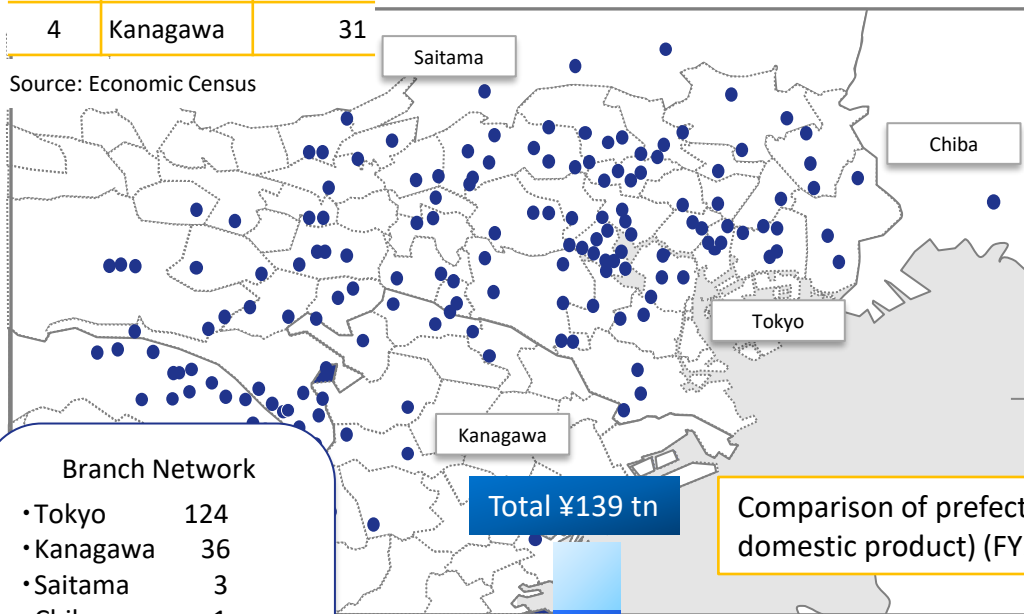 4 Kanagawa 31
Source: Economic Census
Saitama
Chiba
Tokyo
Kanagawa
Branch Network
・Tokyo 124
・Kanagawa 36
・Saitama 3
Total ¥139 tn
Comparison of prefect
domestic product) (FY